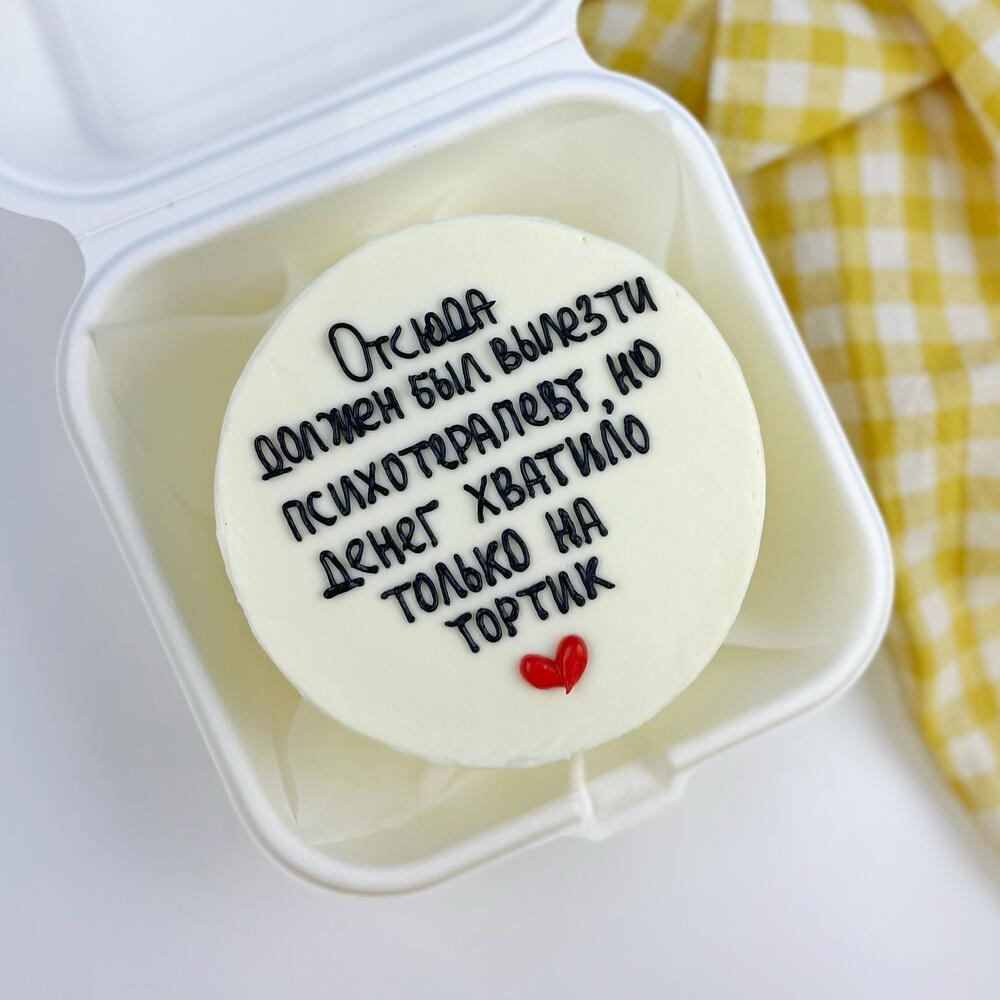 Отсюда
должен был вылезти
психотерапевт, но
денег хватило
только на
тортик